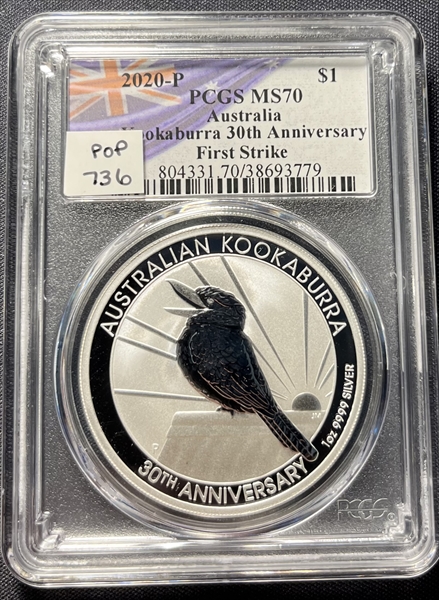 2020-P $1
PCGS MS70
Australia
Kookaburra 30th Anniversary
First Strike
POP
736
804331.70/38693779
AUSTRALIAN KOOKABURRA
1oz 9999 SILVER
30TH ANNIVERSARY
PCGS